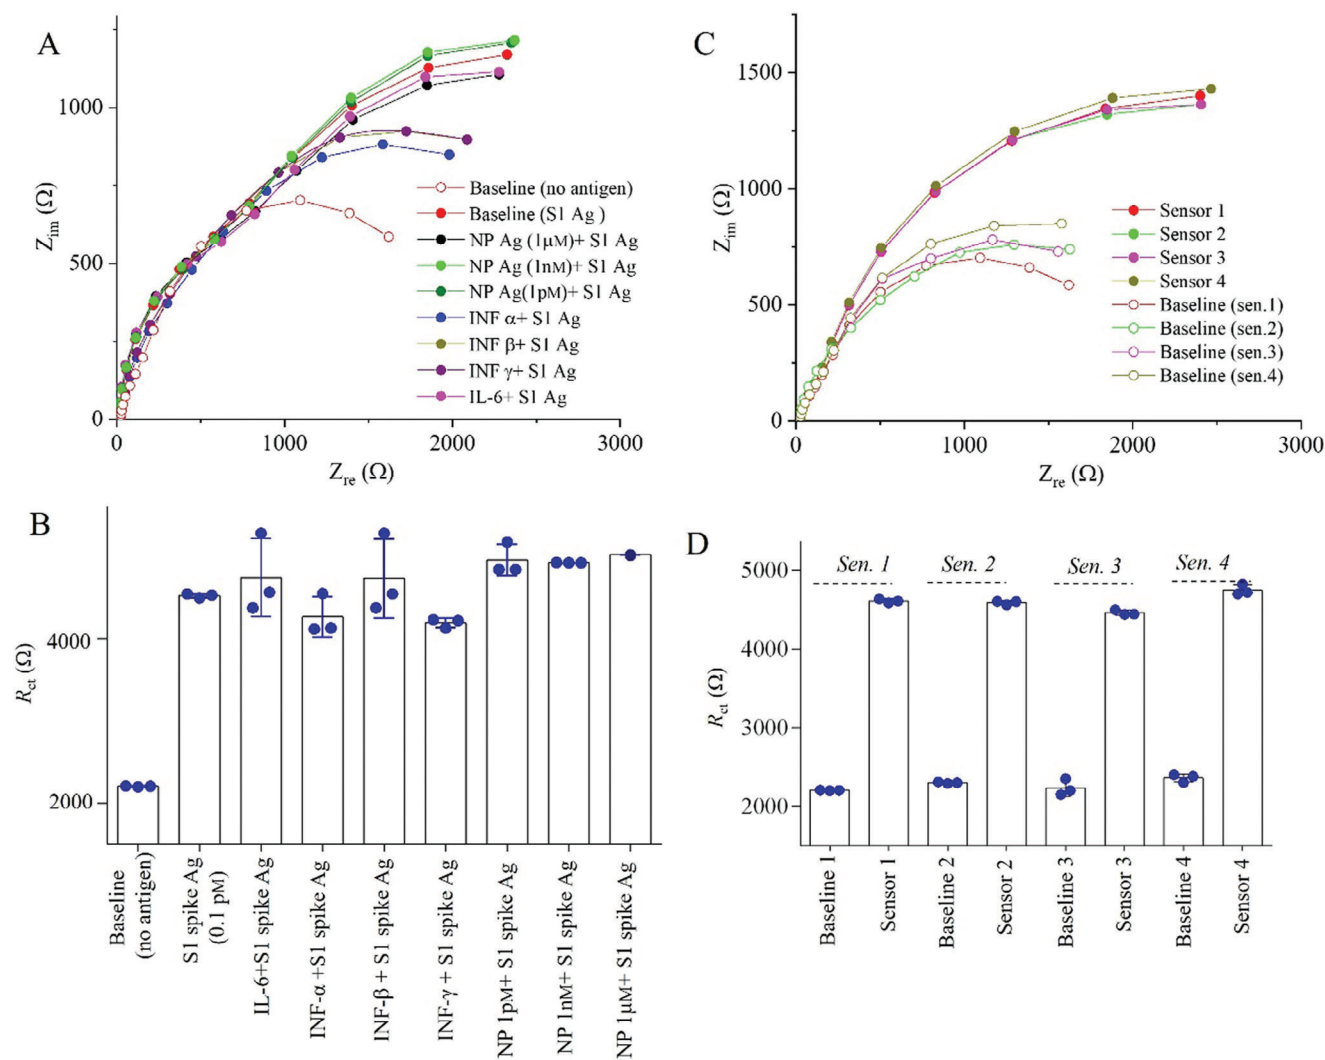 A
1000
500
0
0
1000
2000
3000
Zim (Ω)
Zre (Ω)
Baseline (no antigen)
Baseline (S1 Ag )
NP Ag (1μM)+ S1 Ag
NP Ag (1nM)+ S1 Ag
NP Ag(1pM)+ S1 Ag
INF α+ S1 Ag
INF β+ S1 Ag
INF γ+ S1 Ag
IL-6+ S1 Ag
C
1500
1000
500
0
0
1000
2000
3000
Zim (Ω)
Zre (Ω)
Sensor 1
Sensor 2
Sensor 3
Sensor 4
Baseline (sen.1)
Baseline (sen.2)
Baseline (sen.3)
Baseline (sen.4)
B
4000
2000
Rct (Ω)
Baseline
(no antigen)
S1 spike Ag
(0.1 pM)
IL-6+S1 spike Ag
INF-α +S1 spike Ag
INF-β + S1 spike Ag
INF-γ + S1 spike Ag
NP 1pM+ S1 spike Ag
NP 1nM+ S1 spike Ag
NP 1μM+ S1 spike Ag
D
Sen. 1
Sen. 2
Sen. 3
Sen. 4
5000
4000
3000
2000
Rct (Ω)
Baseline 1
Sensor 1
Baseline 2
Sensor 2
Baseline 3
Sensor 3
Baseline 4
Sensor 4